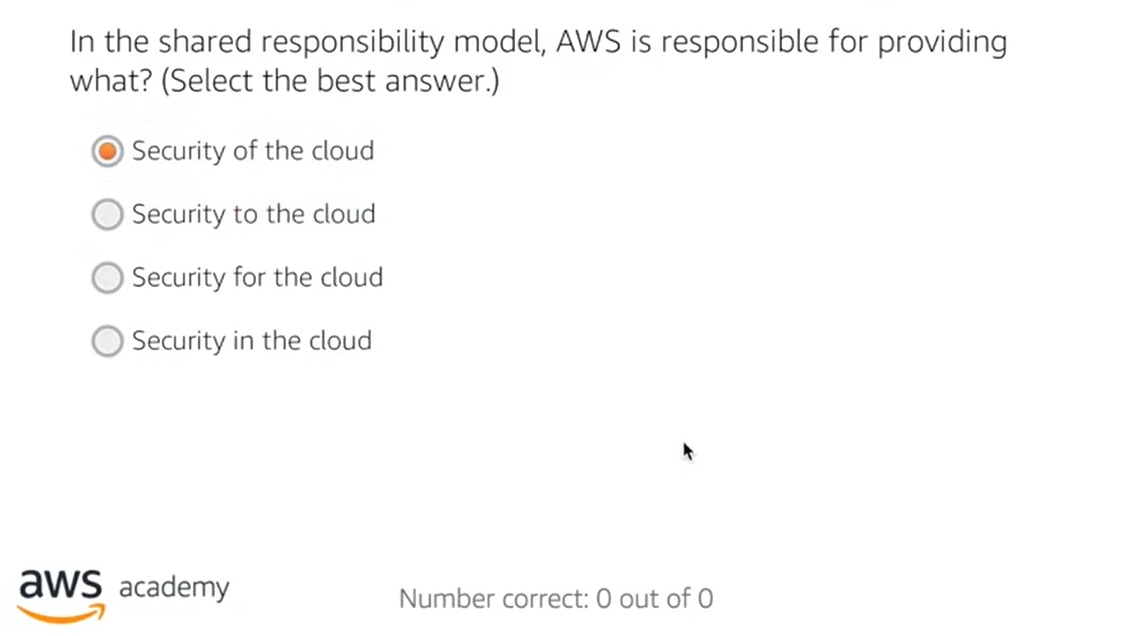 In the shared responsibility model, AWS is responsible for providing
what? (Select the best answer.)
Security of the cloud
Security to the cloud
Security for the cloud
Security in the cloud
aws academy
Number correct: 0 out of 0